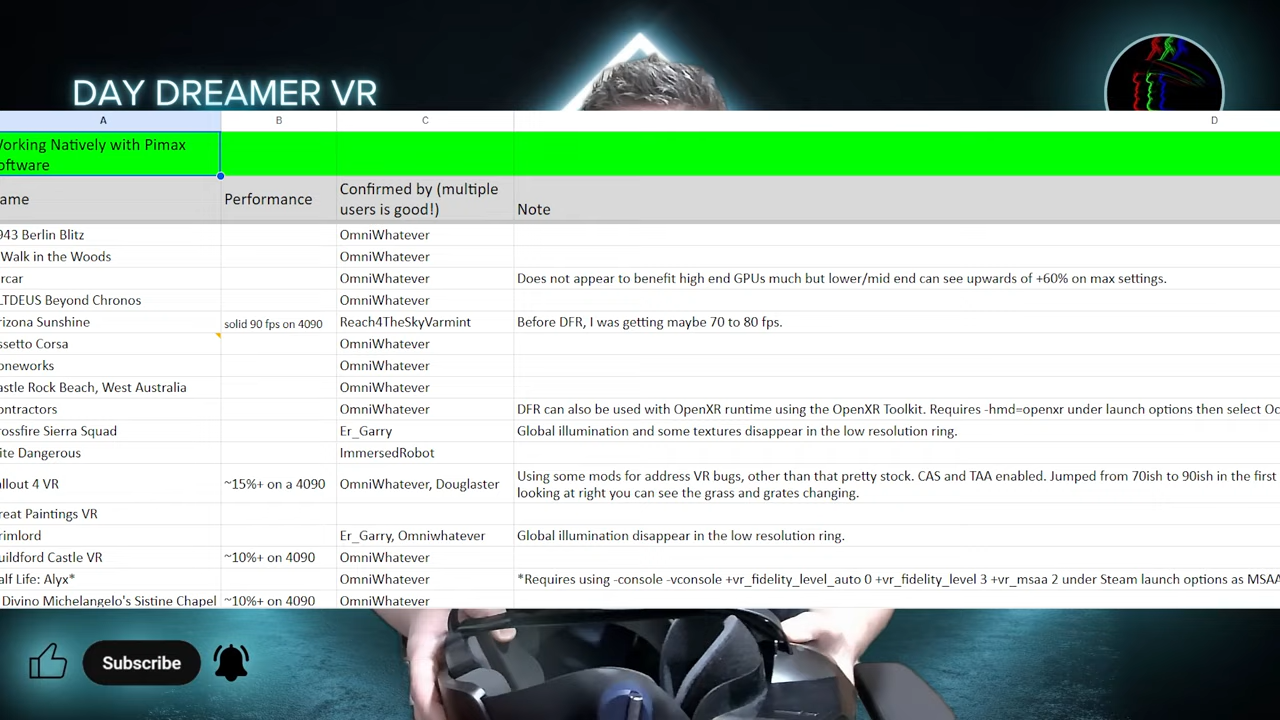 DAY DREAMER VR
A B C D
orking Natively with Pimax
oftware
ame Performance Confirmed by (multiple
users is good!) Note
943 Berlin Blitz OmniWhatever
Walk in the Woods OmniWhatever
rcar OmniWhatever Does not appear to benefit high end GPUs much but lower/mid end can see upwards of +60% on max settings.
LTDEUS Beyond Chronos OmniWhatever
rizona Sunshine solid 90 fps on 4090 Reach4TheSkyVarmint Before DFR, I was getting maybe 70 to 80 fps.
ssetto Corsa OmniWhatever
oneworks OmniWhatever
astle Rock Beach, West Australia OmniWhatever
ontractors OmniWhatever DFR can also be used with OpenXR runtime using the OpenXR Toolkit. Requires -hmd=openxr under launch options then select Oc
rossfire Sierra Squad Er_Garry Global illumination and some textures disappear in the low resolution ring.
ite Dangerous ImmersedRobot
allout 4 VR ~15%+ on a 4090 OmniWhatever, Douglaster Using some mods for address VR bugs, other than that pretty stock. CAS and TAA enabled. Jumped from 70ish to 90ish in the first
looking at right you can see the grass and grates changing.
reat Paintings VR
rimlord Er_Garry, Omniwhatever Global illumination disappear in the low resolution ring.
uildford Castle VR ~10%+ on 4090 OmniWhatever
alf Life: Alyx* OmniWhatever *Requires using -console -vconsole +vr_fidelity_level_auto 0 +vr_fidelity_level 3 +vr_msaa 2 under Steam launch options as MSAA
Divino Michelangelo's Sistine Chapel ~10%+ on 4090 OmniWhatever
Subscribe